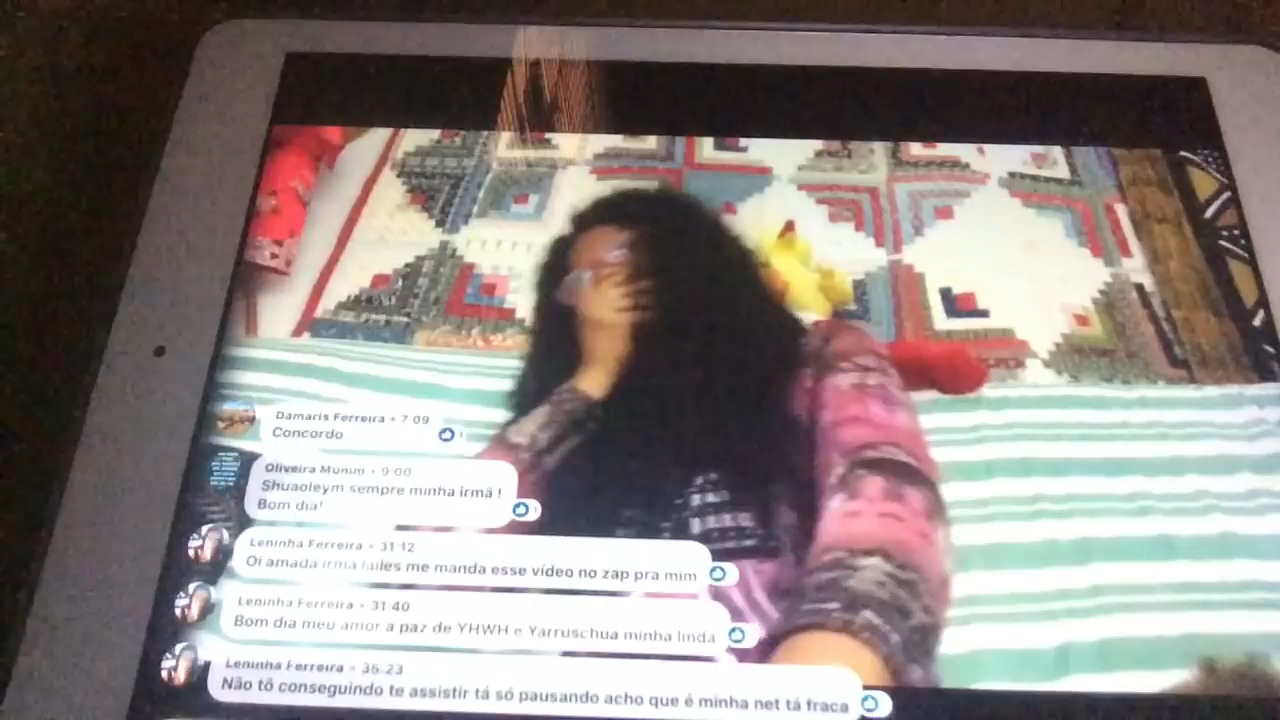 Damaris Ferreira • 7:09
Concordo
Oliveira Munim • 9:00
Shuaoleym sempre minha irmã !
Bom dia!
Leninha Ferreira • 31:12
Oi amada irmã lailes me manda esse vídeo no zap pra mim
Leninha Ferreira • 31:40
Bom dia meu amor a paz de YHWH e Yarruschua minha linda
Leninha Ferreira • 35:23
Não tô conseguindo te assistir tá só pausando acho que é minha net tá fraca